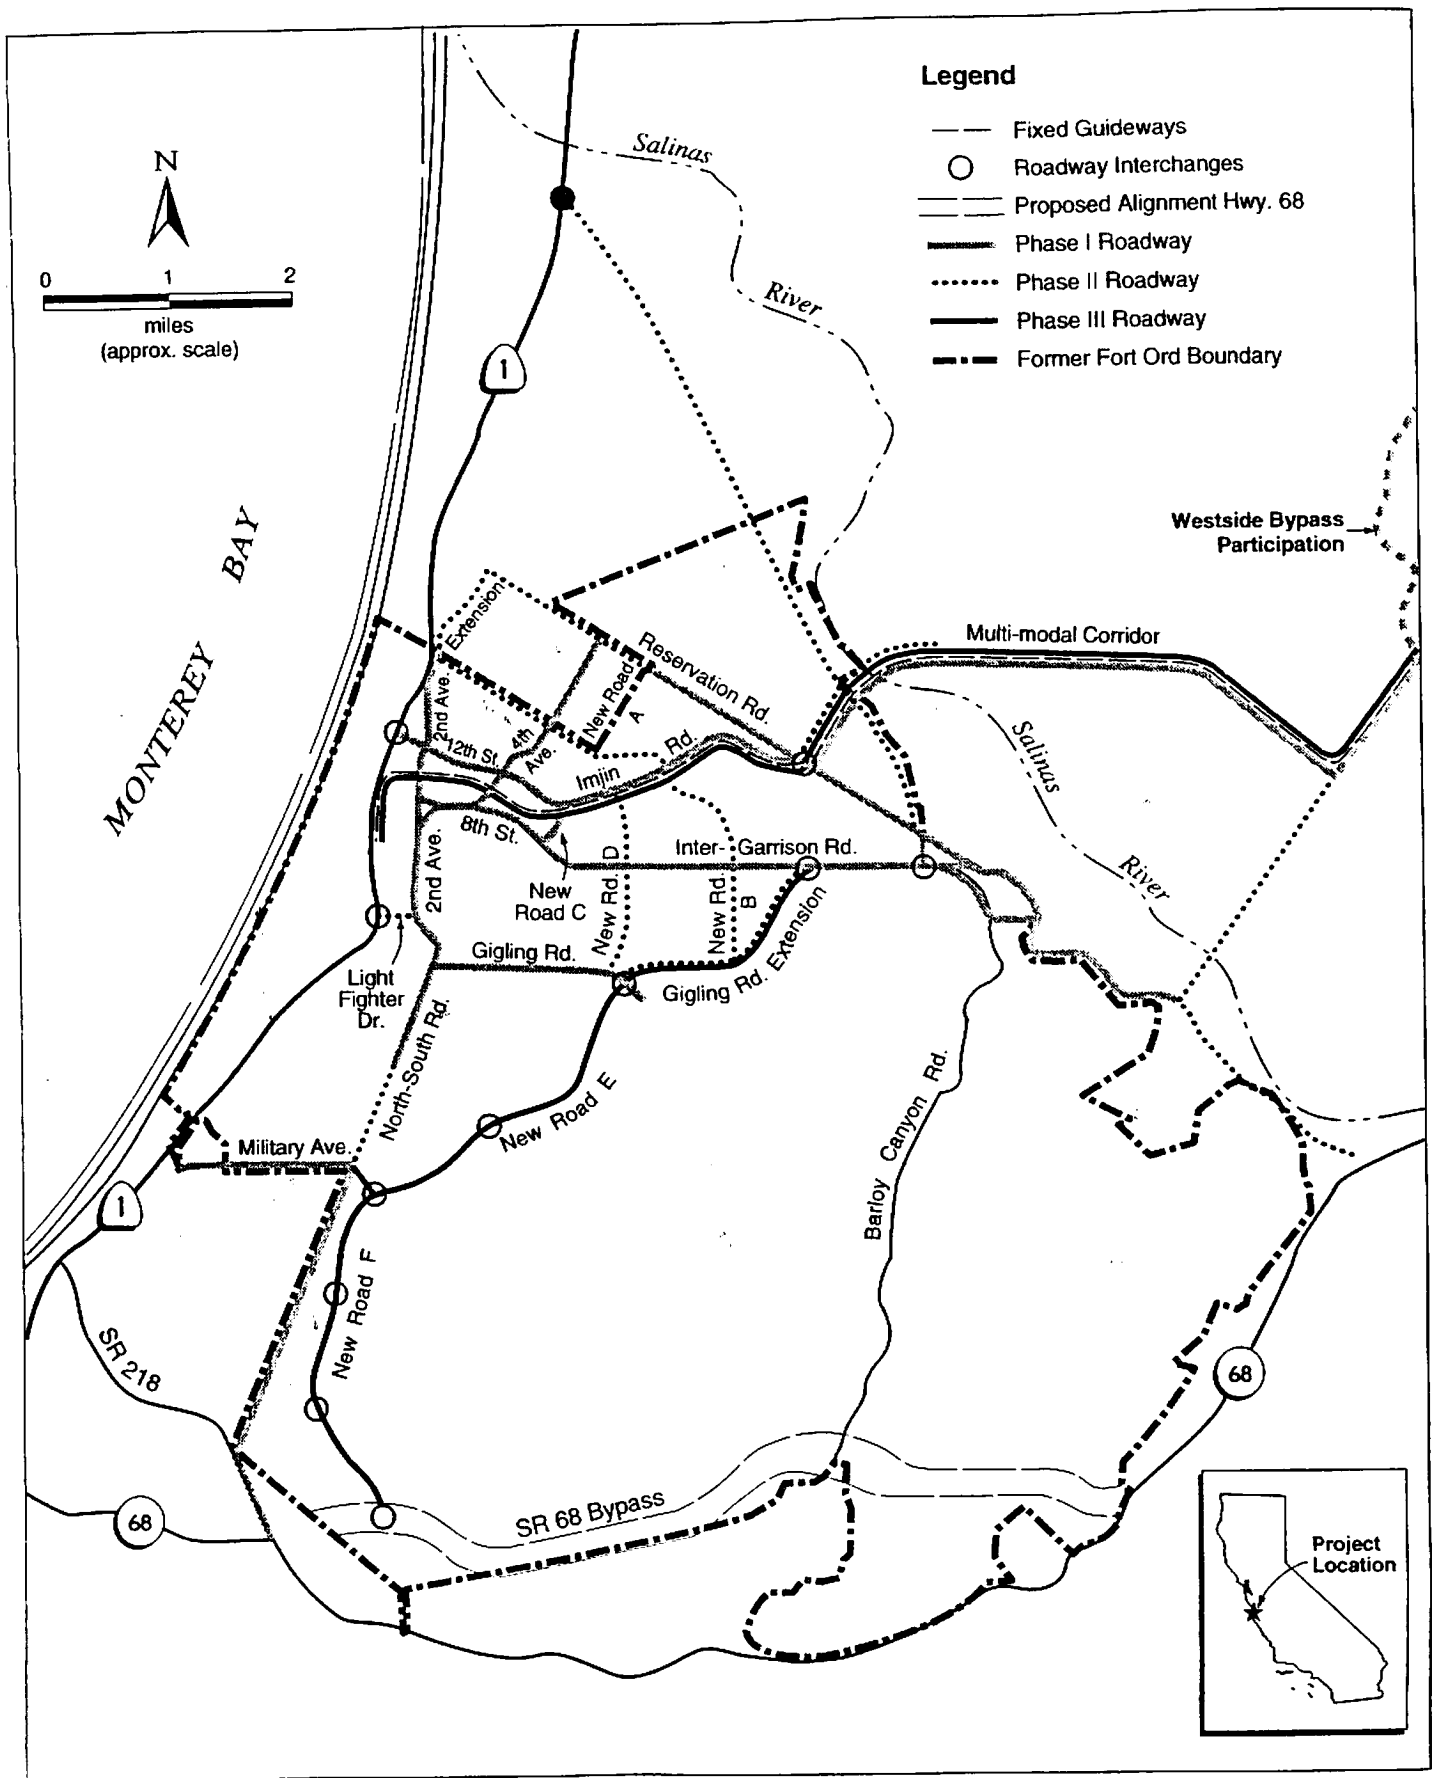 Legend
Fixed Guideways
Roadway Interchanges
Proposed Alignment Hwy. 68
Phase I Roadway
Phase II Roadway
Phase III Roadway
Former Fort Ord Boundary
N
0 1 2
miles
(approx. scale)
Salinas
River
1
MONTEREY BAY
Westside Bypass
Participation
Multi-modal Corridor
Extension
Reservation Rd.
New Road
A
2nd Ave.
12th St.
4th
Ave.
Imjin Rd.
Salinas
River
8th St.
2nd Ave.
New
Road C
New Rd. D
Inter- Garrison Rd.
New Rd.
B
Gigling Rd.
Gigling Rd. Extension
Light
Fighter
Dr.
North-South Rd.
New Road E
Barloy Canyon Rd.
Military Ave.
1
New Road F
SR 218
68
68
SR 68 Bypass
Project
Location